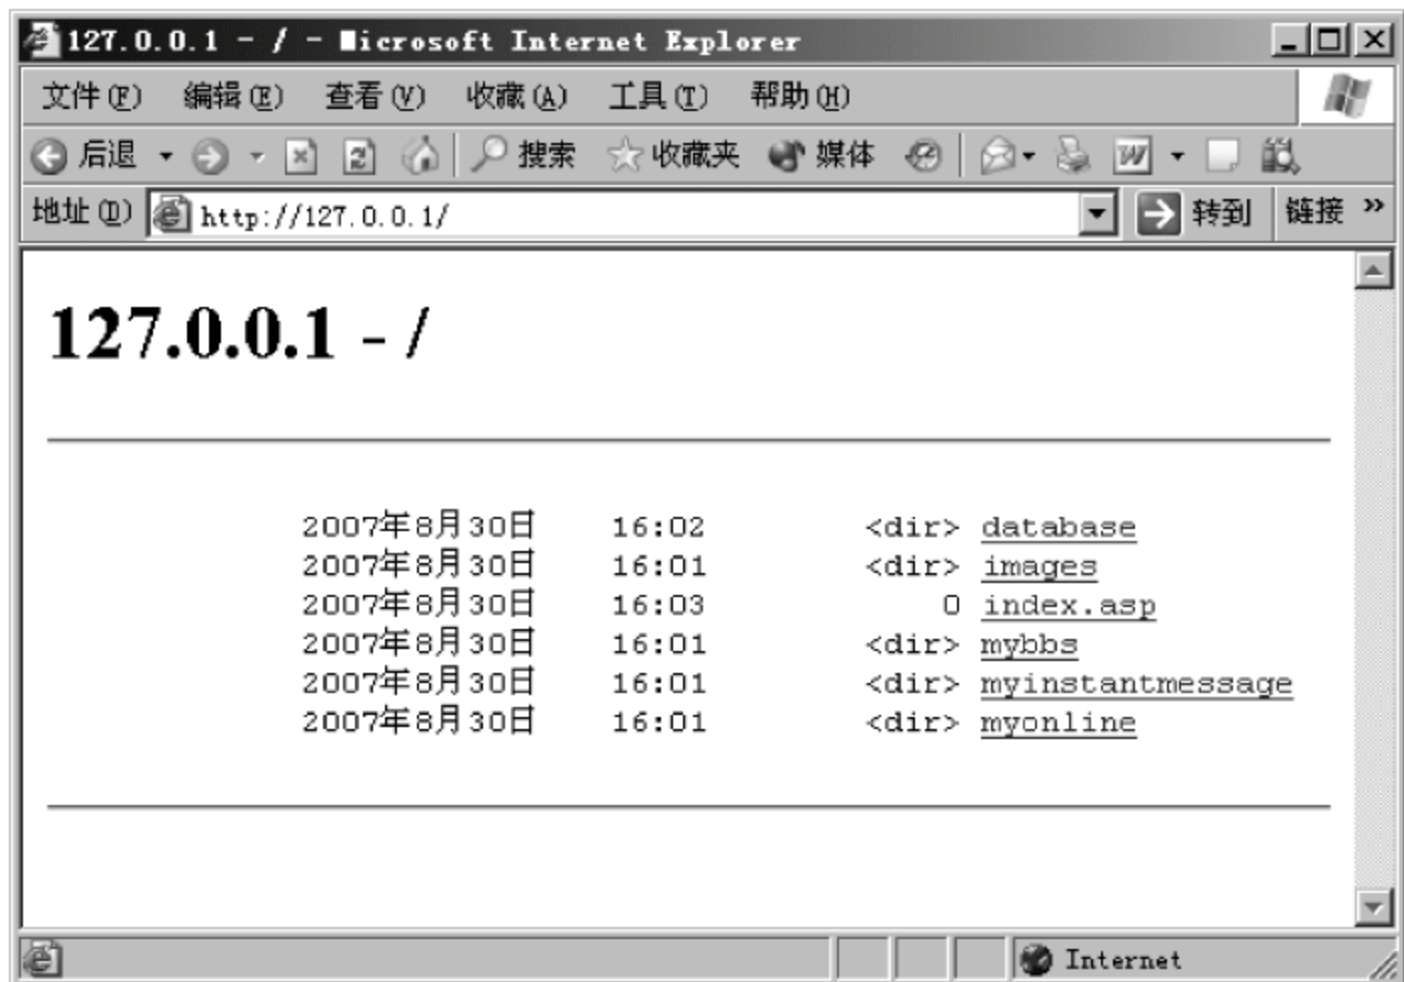 127.0.0.1 - / - Microsoft Internet Explorer
文件(F) 编辑(E) 查看(V) 收藏(A) 工具(T) 帮助(H)
后退 搜索 收藏夹 媒体
地址(D) http://127.0.0.1/ 转到 链接 »
127.0.0.1 - /
2007年8月30日 16:02 <dir> database
2007年8月30日 16:01 <dir> images
2007年8月30日 16:03 0 index.asp
2007年8月30日 16:01 <dir> mybbs
2007年8月30日 16:01 <dir> myinstantmessage
2007年8月30日 16:01 <dir> myonline
Internet